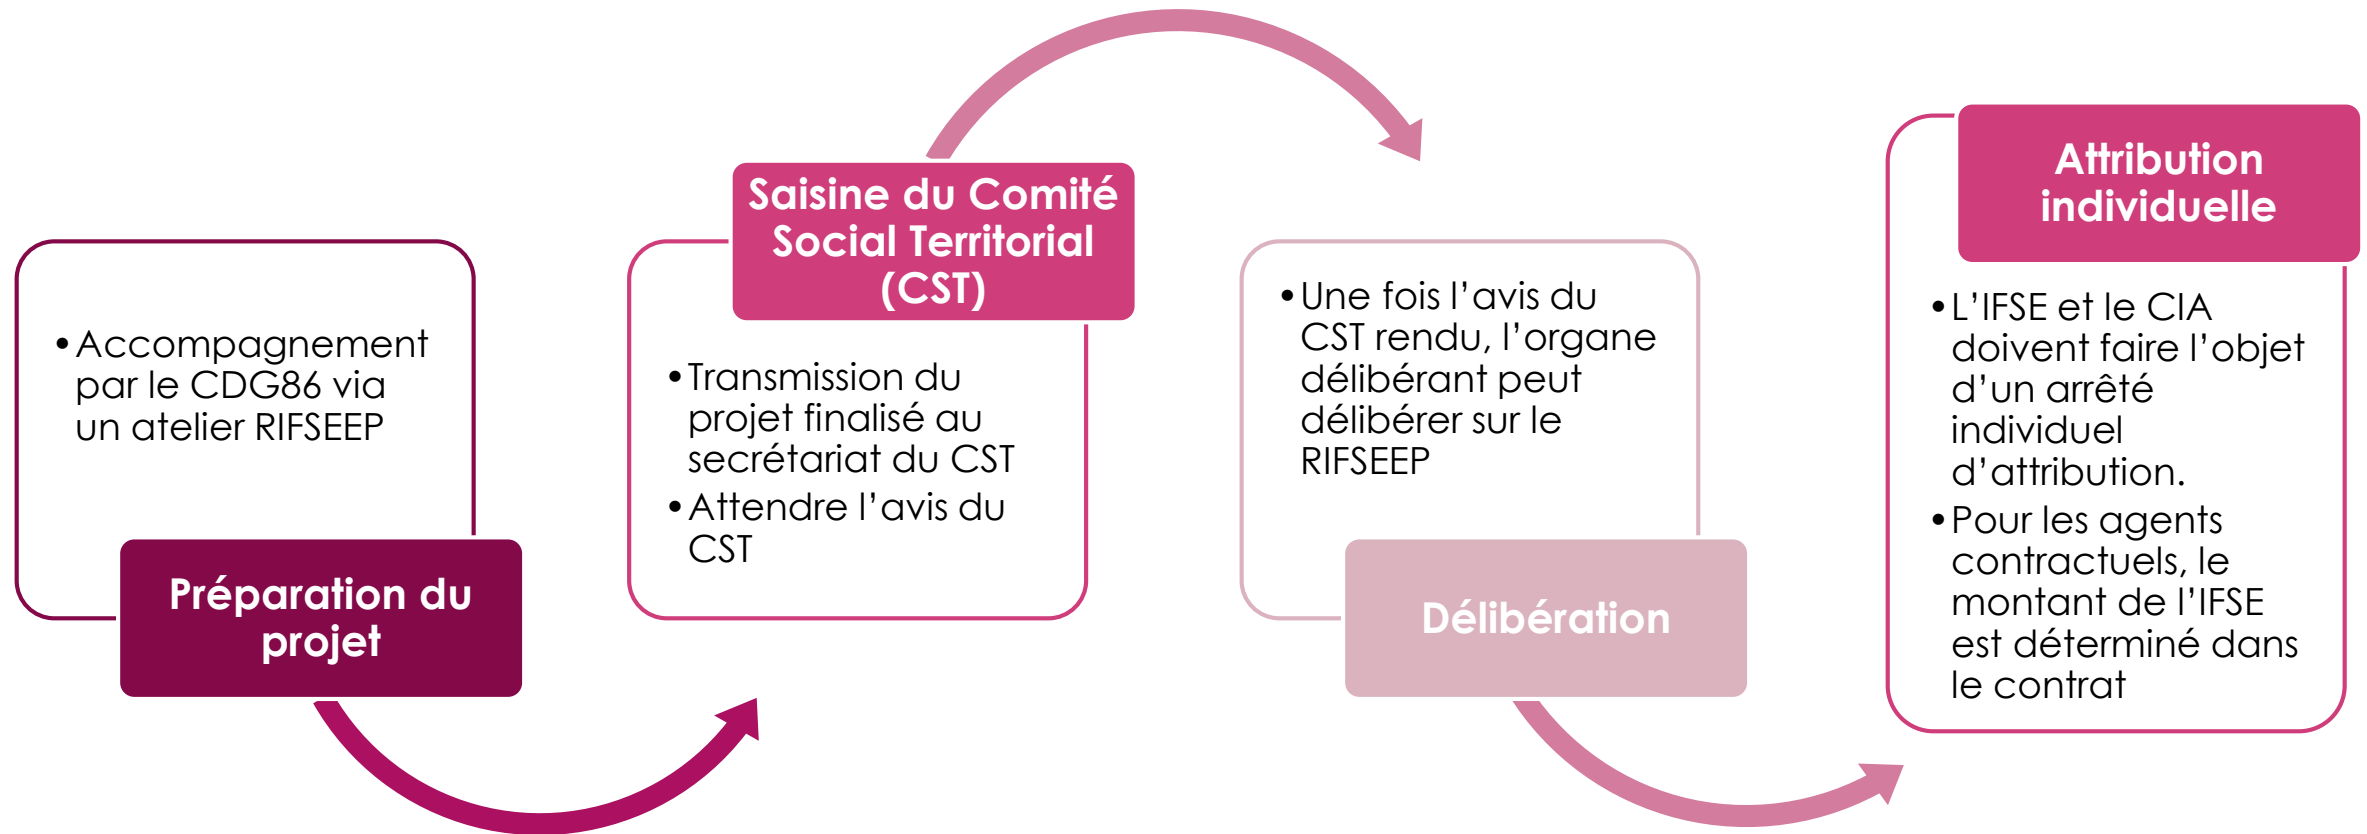 •Accompagnement
par le CDG86 via
un atelier RIFSEEP
Préparation du
projet
Saisine du Comité
Social Territorial
(CST)
•Transmission du
projet finalisé au
secrétariat du CST
•Attendre l’avis du
CST
•Une fois l’avis du
CST rendu, l’organe
délibérant peut
délibérer sur le
RIFSEEP
Délibération
Attribution
individuelle
•L’IFSE et le CIA
doivent faire l’objet
d’un arrêté
individuel
d’attribution.
•Pour les agents
contractuels, le
montant de l’IFSE
est déterminé dans
le contrat